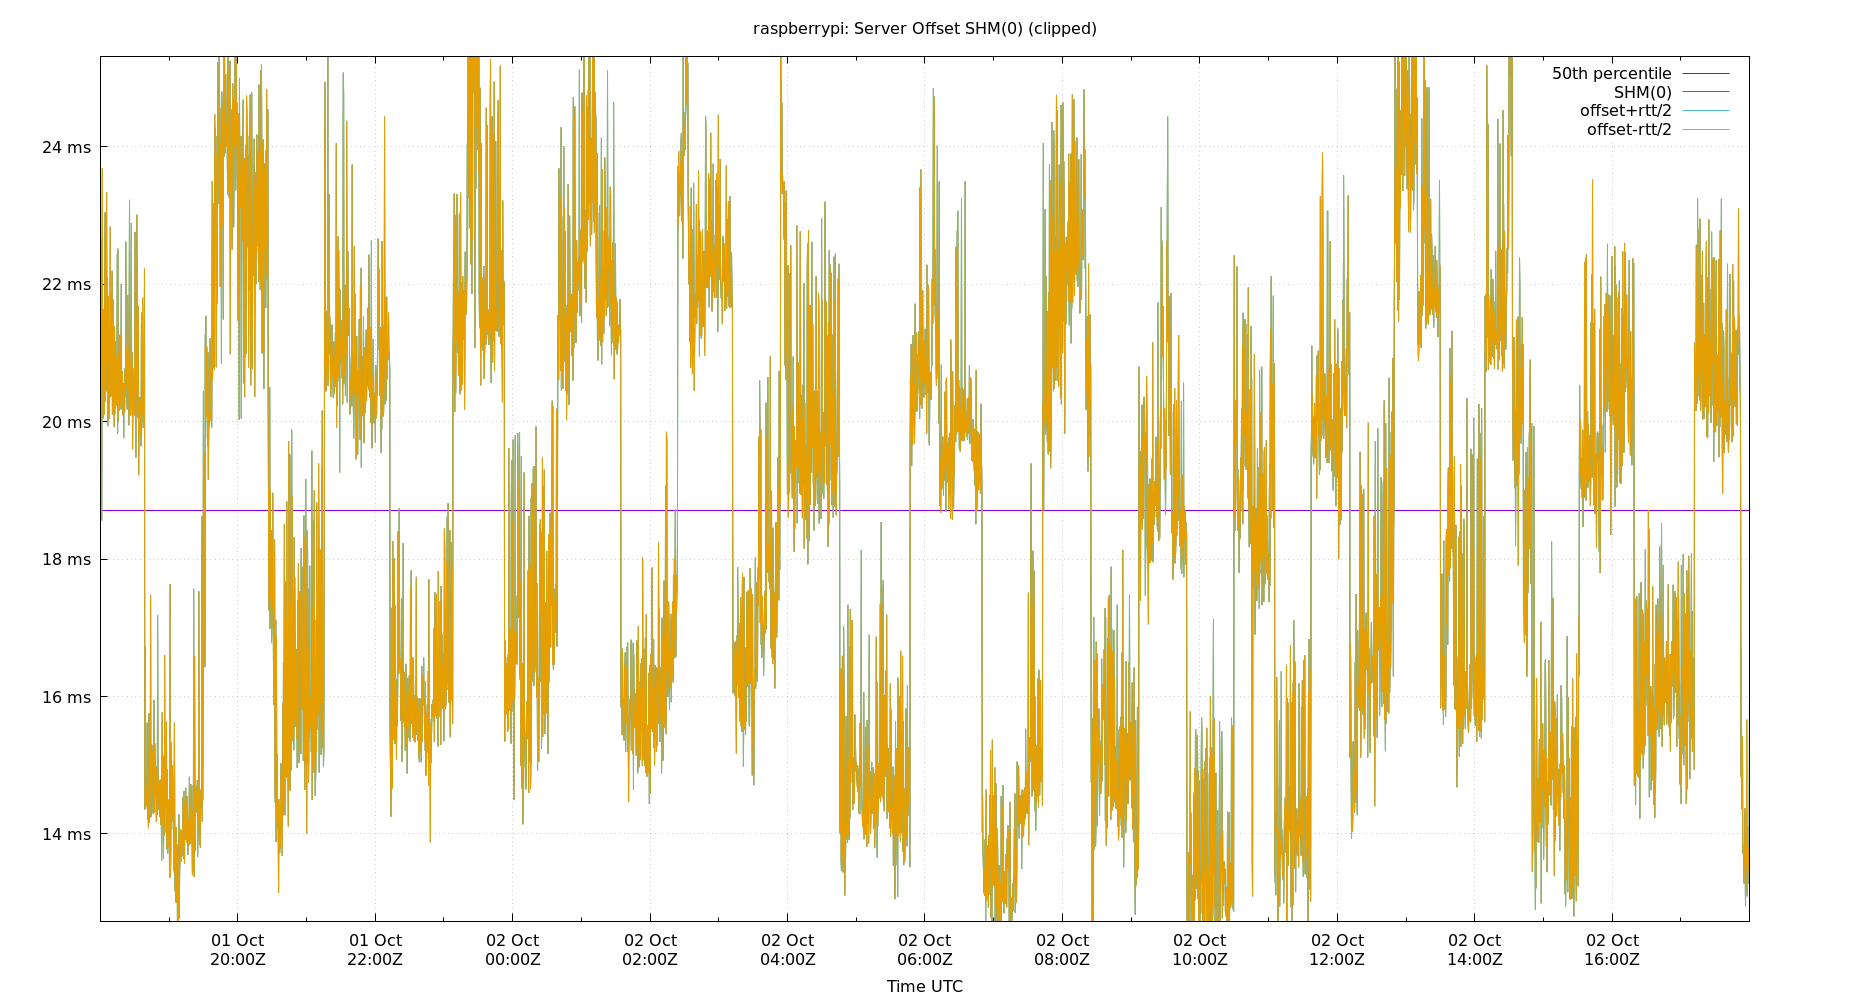 raspberrypi: Server Offset SHM(0) (clipped)
50th percentile
SHM(0)
offset+rtt/2
offset-rtt/2
24 ms
22 ms
20 ms
18 ms
16 ms
14 ms
01 Oct 01 Oct 02 Oct 02 Oct 02 Oct 02 Oct 02 Oct 02 Oct 02 Oct 02 Oct 02 Oct
20:00Z 22:00Z 00:00Z 02:00Z 04:00Z 06:00Z 08:00Z 10:00Z 12:00Z 14:00Z 16:00Z
Time UTC